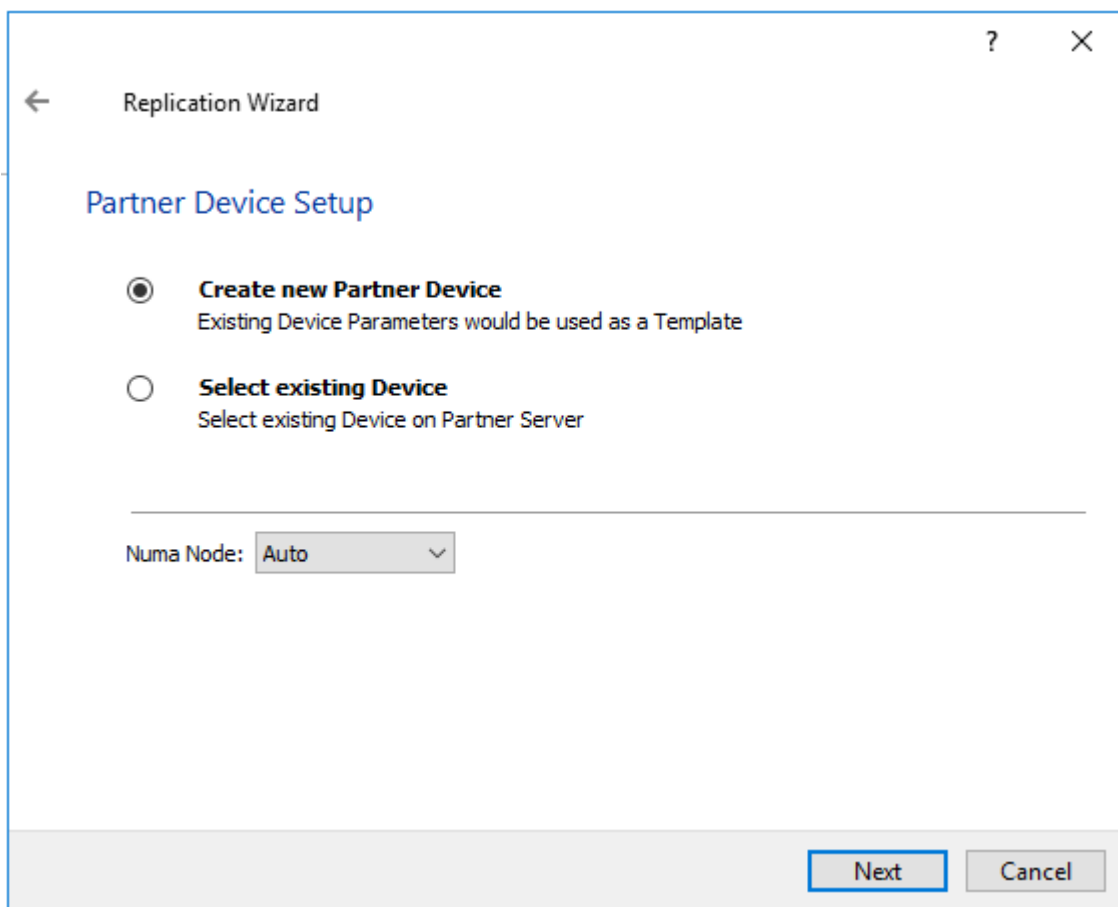 ?
Replication Wizard
Partner Device Setup
Create new Partner Device
Existing Device Parameters would be used as a Template
Select existing Device
Select existing Device on Partner Server
Numa Node: Auto
Next Cancel